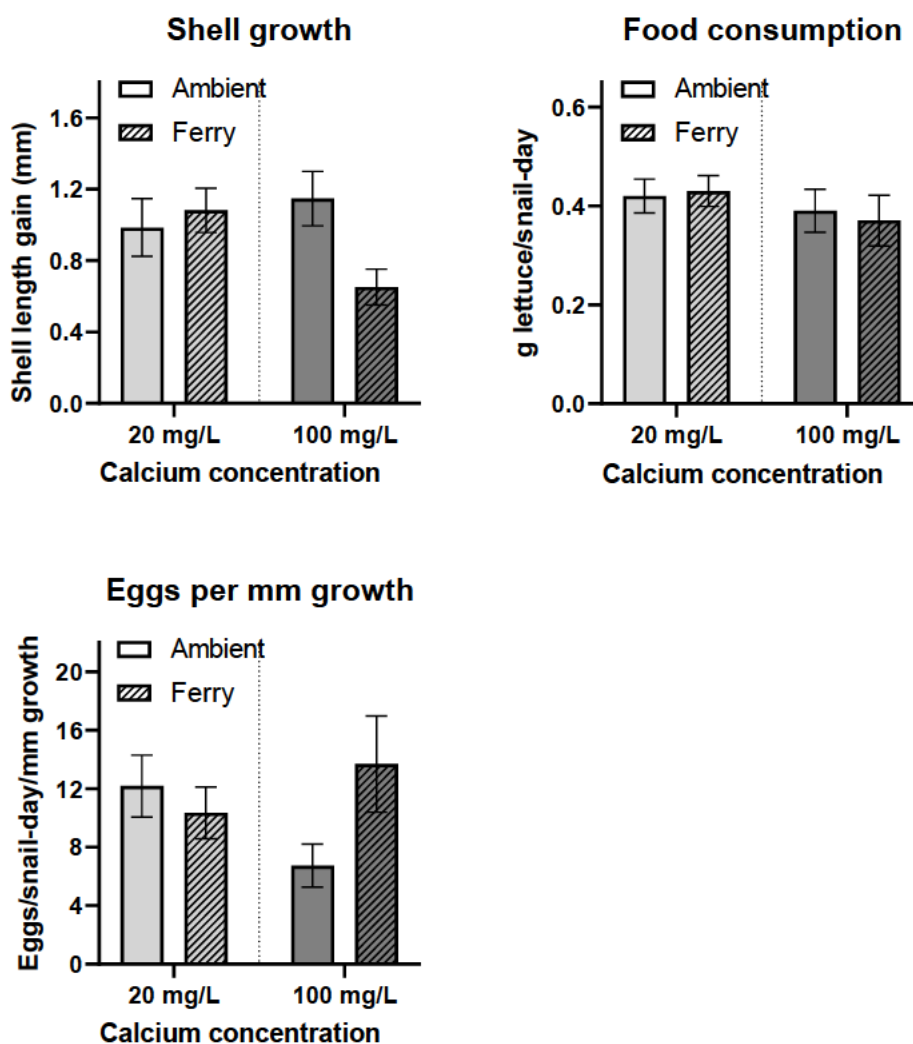 Shell growth
Shell length gain (mm)
Ambient
Ferry
1.6
1.2
0.8
0.4
0.0
20 mg/L
100 mg/L
Calcium concentration
Food consumption
g lettuce/snail-day
Ambient
Ferry
0.6
0.4
0.2
0.0
20 mg/L
100 mg/L
Calcium concentration
Eggs per mm growth
Eggs/snail-day/mm growth
Ambient
Ferry
20
16
12
8
4
0
20 mg/L
100 mg/L
Calcium concentration